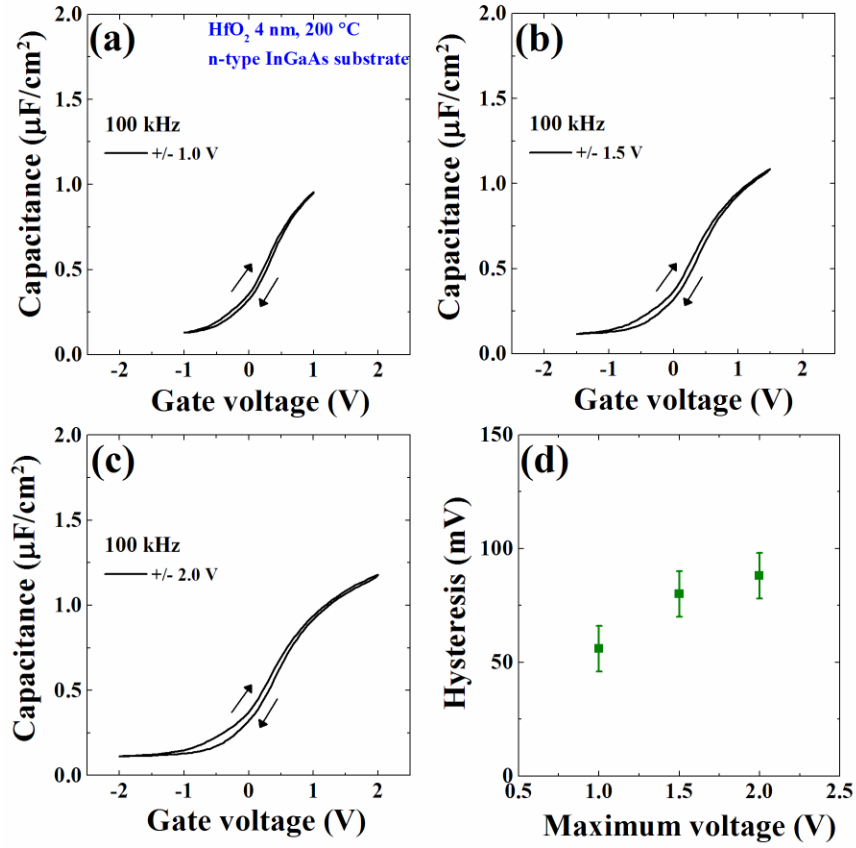 (a)
HfO₂ 4 nm, 200 °C
n-type InGaAs substrate
100 kHz
+/- 1.0 V
Capacitance (µF/cm²)
2.0
1.5
1.0
0.5
0.0
-2 -1 0 1 2
Gate voltage (V)
(b)
100 kHz
+/- 1.5 V
Capacitance (µF/cm²)
2.0
1.5
1.0
0.5
0.0
-2 -1 0 1 2
Gate voltage (V)
(c)
100 kHz
+/- 2.0 V
Capacitance (µF/cm²)
2.0
1.5
1.0
0.5
0.0
-2 -1 0 1 2
Gate voltage (V)
(d)
Hysteresis (mV)
150
100
50
0
0.5 1.0 1.5 2.0 2.5
Maximum voltage (V)